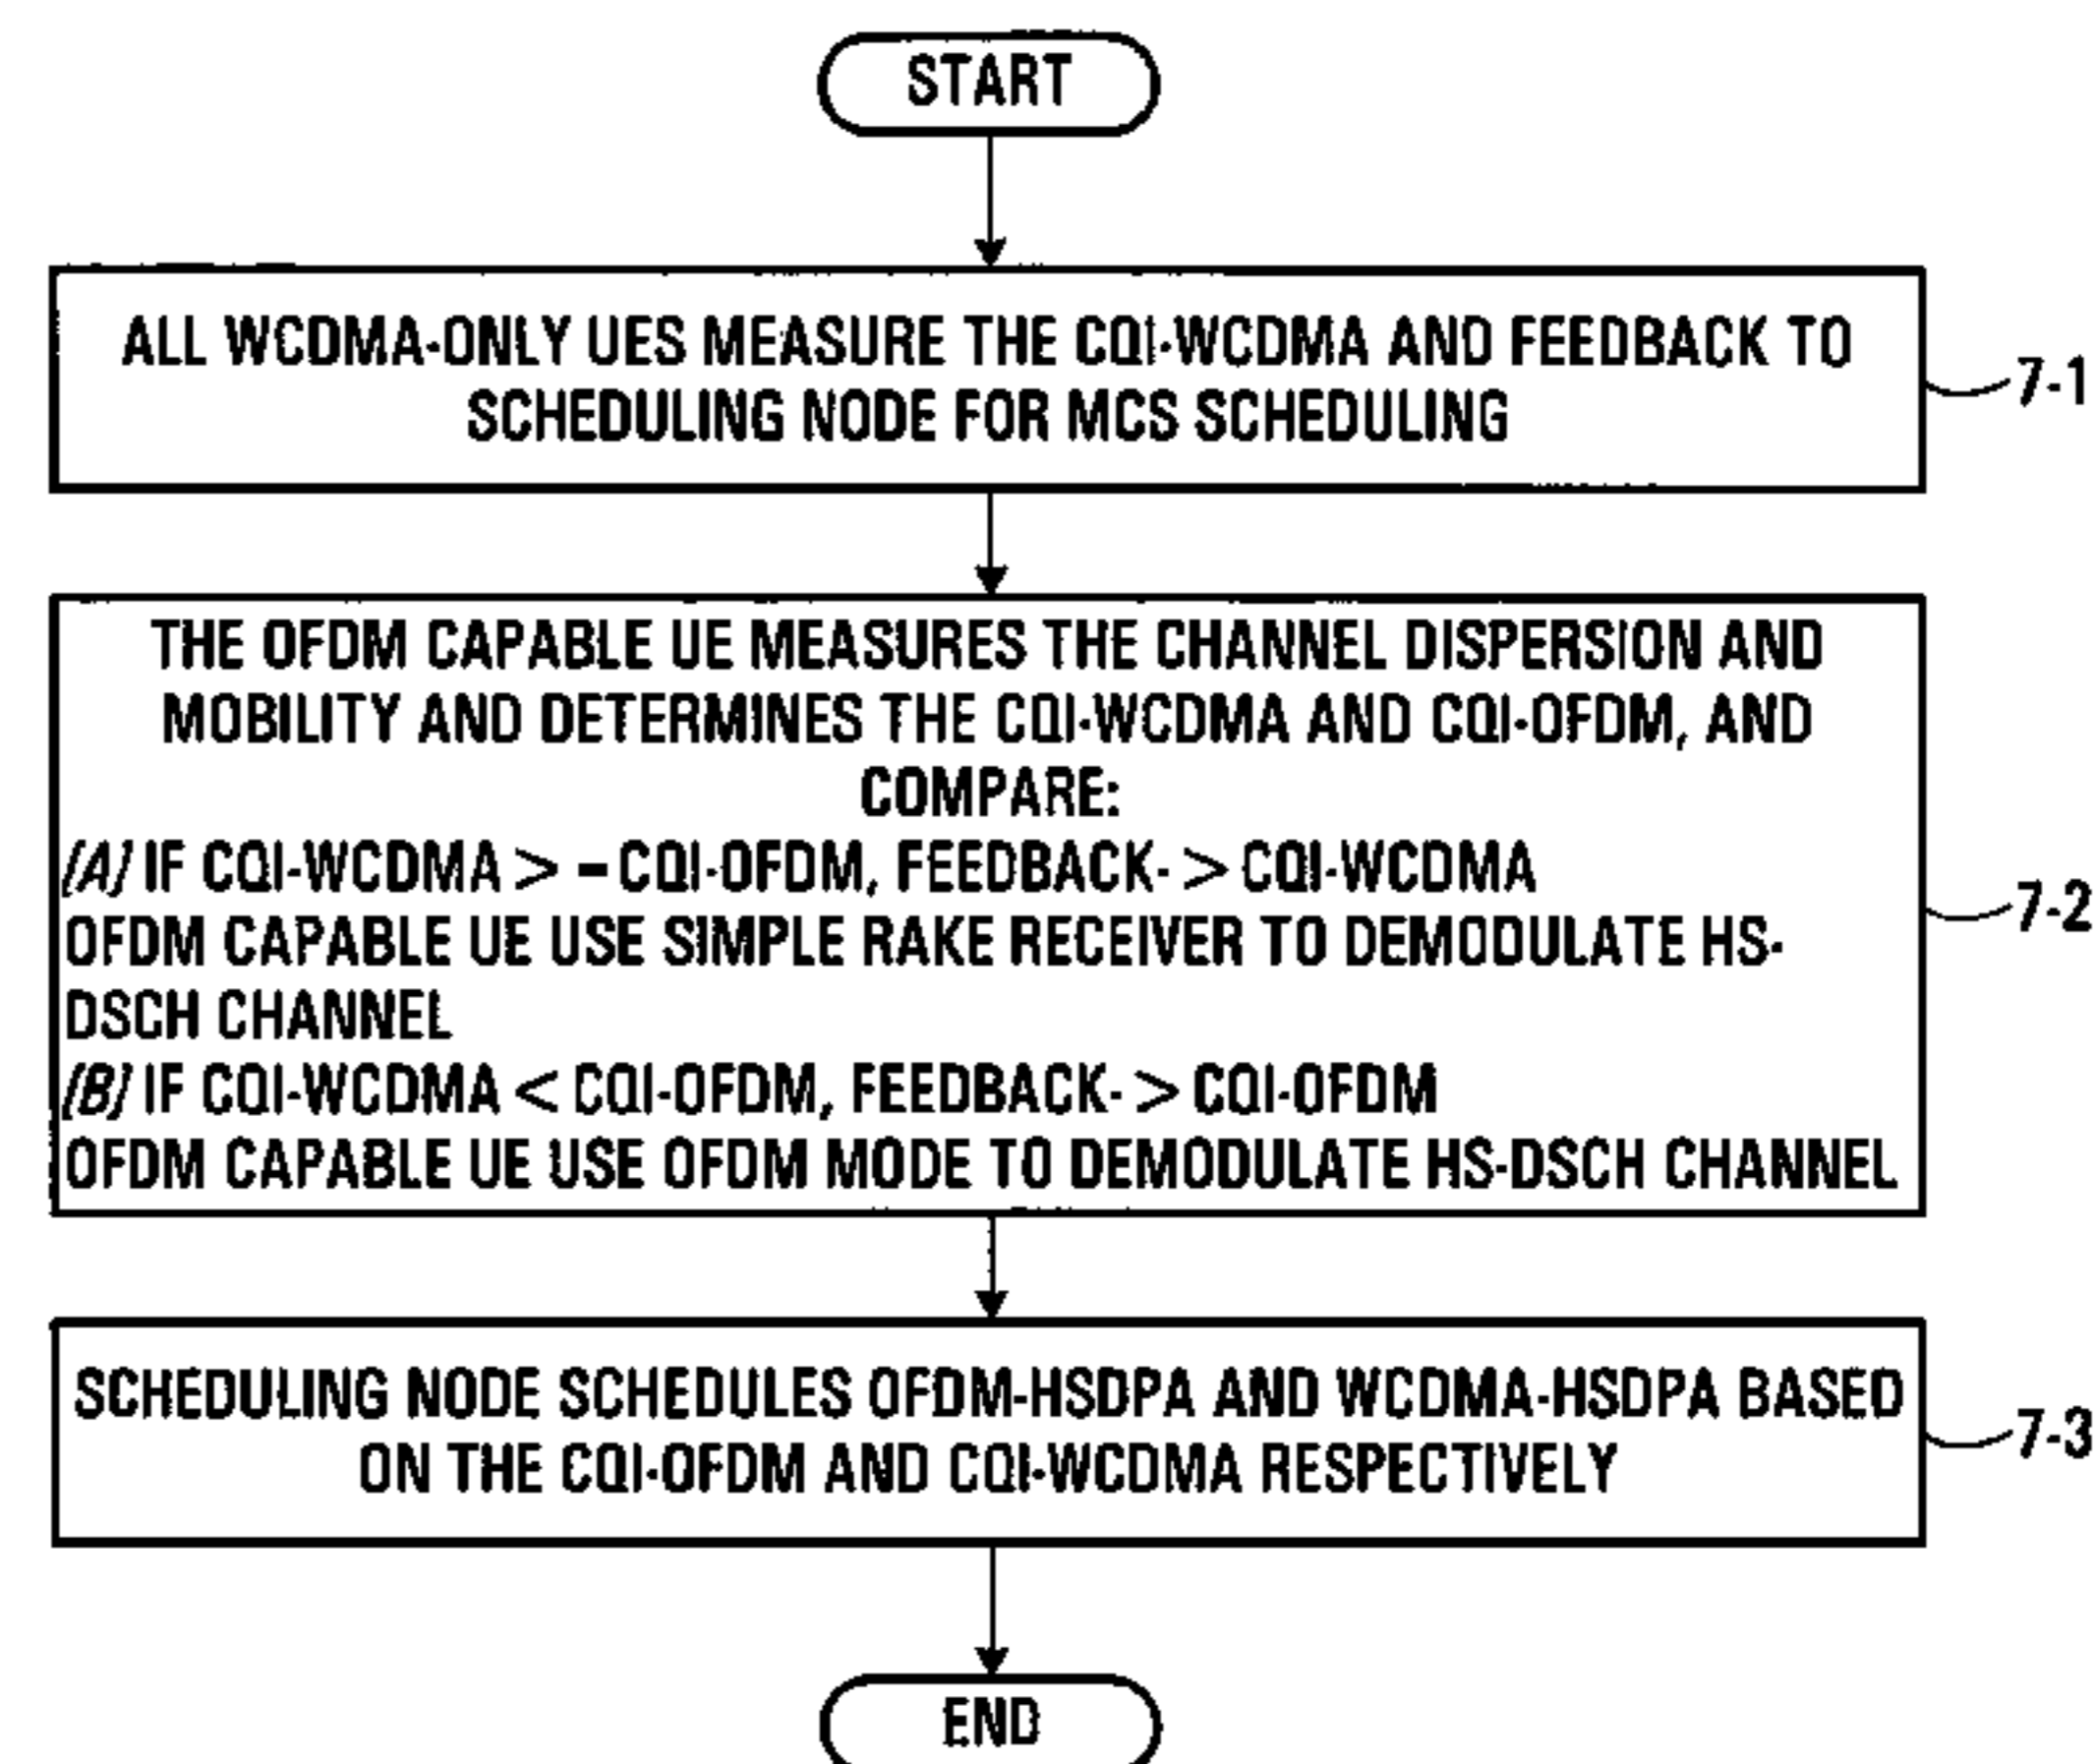 START
ALL WCDMA-ONLY UES MEASURE THE CQI-WCDMA AND FEEDBACK TO
SCHEDULING NODE FOR MCS SCHEDULING
7-1
THE OFDM CAPABLE UE MEASURES THE CHANNEL DISPERSION AND
MOBILITY AND DETERMINES THE CQI-WCDMA AND CQI-OFDM, AND
COMPARE:
(A) IF CQI-WCDMA > = CQI-OFDM, FEEDBACK- > CQI-WCDMA
OFDM CAPABLE UE USE SIMPLE RAKE RECEIVER TO DEMODULATE HS-
DSCH CHANNEL
(B) IF CQI-WCDMA < CQI-OFDM, FEEDBACK- > CQI-OFDM
OFDM CAPABLE UE USE OFDM MODE TO DEMODULATE HS-DSCH CHANNEL
7-2
SCHEDULING NODE SCHEDULES OFDM-HSDPA AND WCDMA-HSDPA BASED
ON THE CQI-OFDM AND CQI-WCDMA RESPECTIVELY
7-3
END